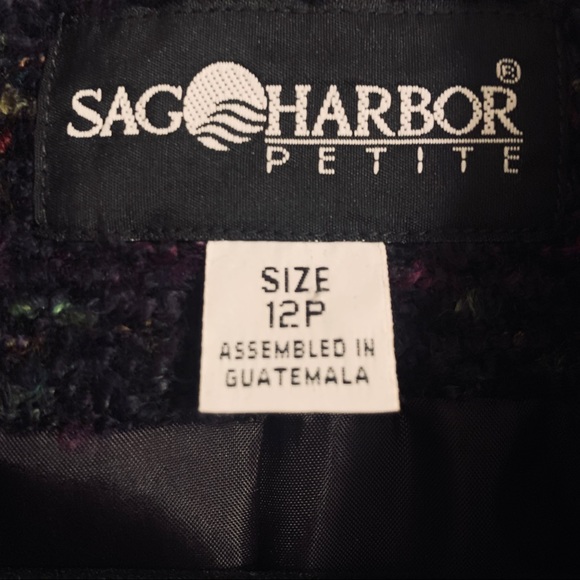 SAG HARBOR®
PETITE
SIZE
12P
ASSEMBLED IN
GUATEMALA